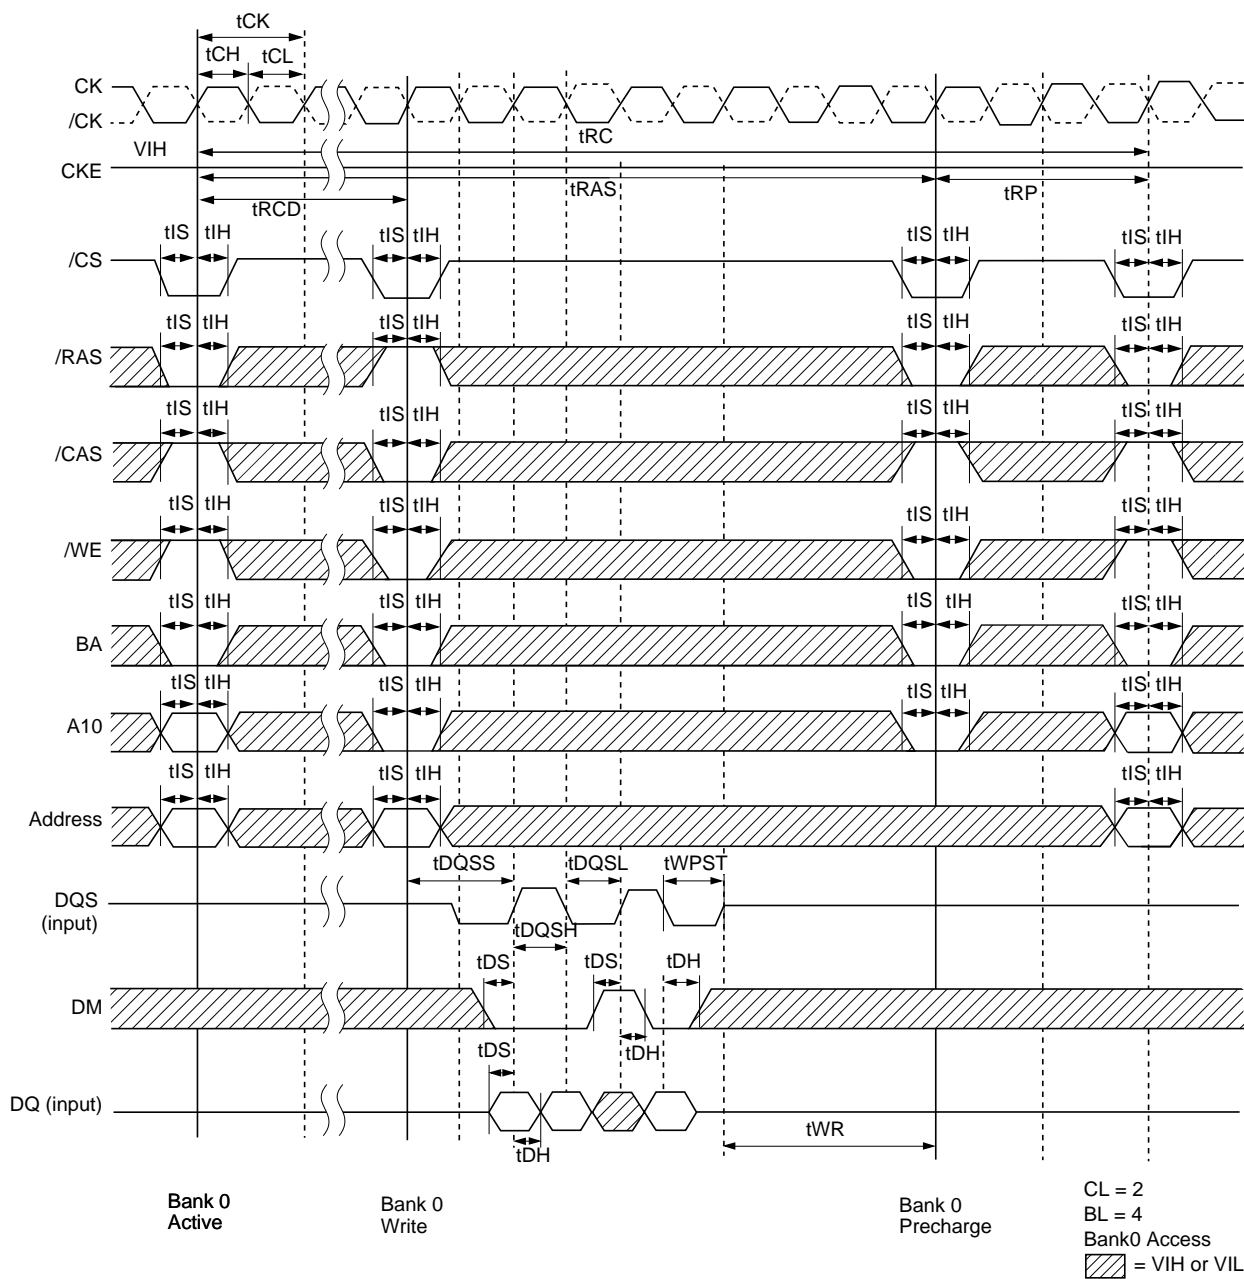 tCK
tCH tCL
CK
/CK
tRC
VIH
CKE
tRAS tRP
tRCD
tIS tIH tIS tIH tIS tIH tIS tIH
/CS
tIS tIH tIS tIH tIS tIH tIS tIH
/RAS
tIS tIH tIS tIH tIS tIH tIS tIH
/CAS
tIS tIH tIS tIH tIS tIH tIS tIH
/WE
tIS tIH tIS tIH tIS tIH tIS tIH
BA
tIS tIH tIS tIH tIS tIH tIS tIH
A10
tIS tIH tIS tIH tIS tIH
Address
tDQSS tDQSL tWPST
DQS
(input)
tDQSH
tDS tDS tDH
DM
tDS tDH
DQ (input)
tDH
tWR
Bank 0
Active
Bank 0
Write
Bank 0
Precharge
CL = 2
BL = 4
Bank0 Access
= VIH or VIL